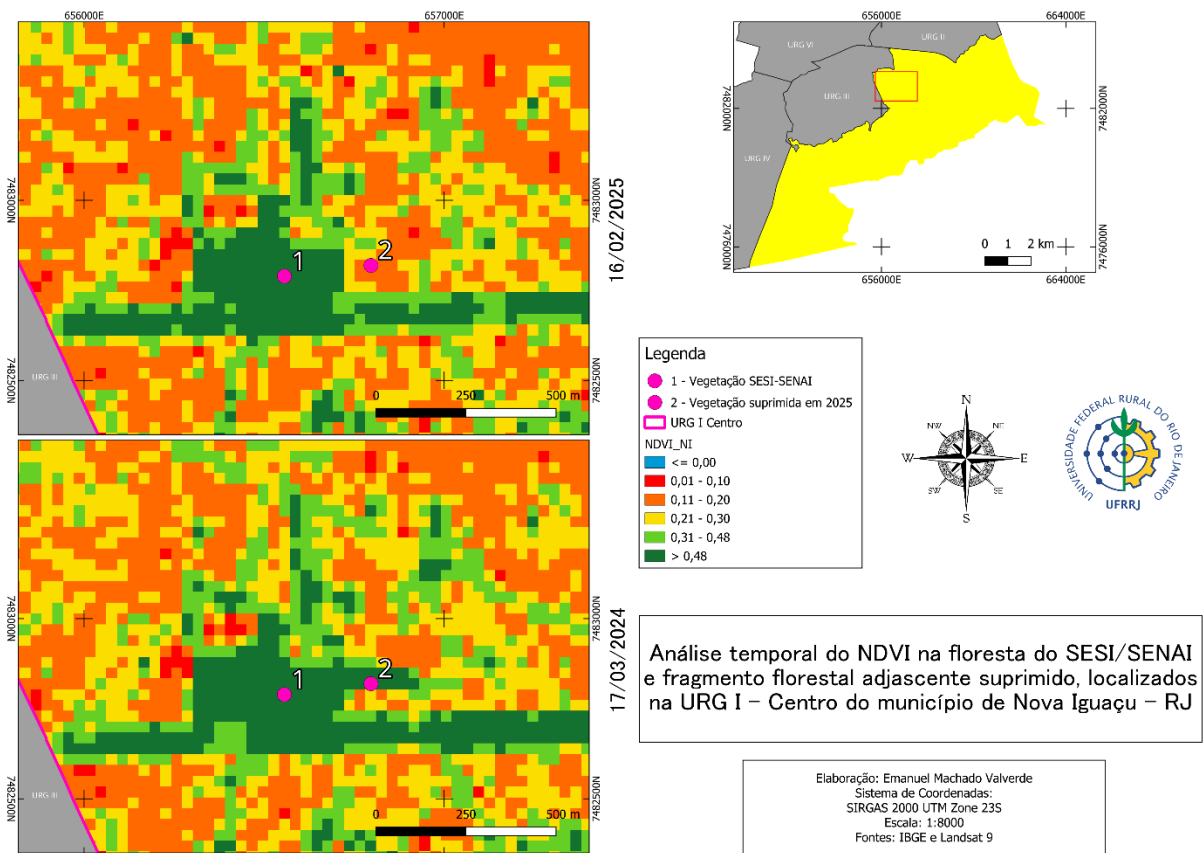 656000E
657000E
7483000N
7483000N
1
2
URG III
7482500N
7482500N
0
250
500 m
16/02/2025
7483000N
7483000N
1
2
URG III
7482500N
7482500N
0
250
500 m
17/03/2024
656000E
664000E
URG VI
URG II
URG III
URG IV
7482000N
7482000N
7476000N
7476000N
0 1 2 km
656000E
664000E
Legenda
1 - Vegetação SESI-SENAI
2 - Vegetação suprimida em 2025
URG I Centro
NDVI_NI
<= 0,00
0,01 - 0,10
0,11 - 0,20
0,21 - 0,30
0,31 - 0,48
> 0,48
N
NW
NE
W
E
SW
SE
S
UNIVERSIDADE FEDERAL RURAL DO RIO DE JANEIRO
UFRRJ
Análise temporal do NDVI na floresta do SESI/SENAI
e fragmento florestal adjascente suprimido, localizados
na URG I – Centro do município de Nova Iguaçu – RJ
Elaboração: Emanuel Machado Valverde
Sistema de Coordenadas:
SIRGAS 2000 UTM Zone 23S
Escala: 1:8000
Fontes: IBGE e Landsat 9